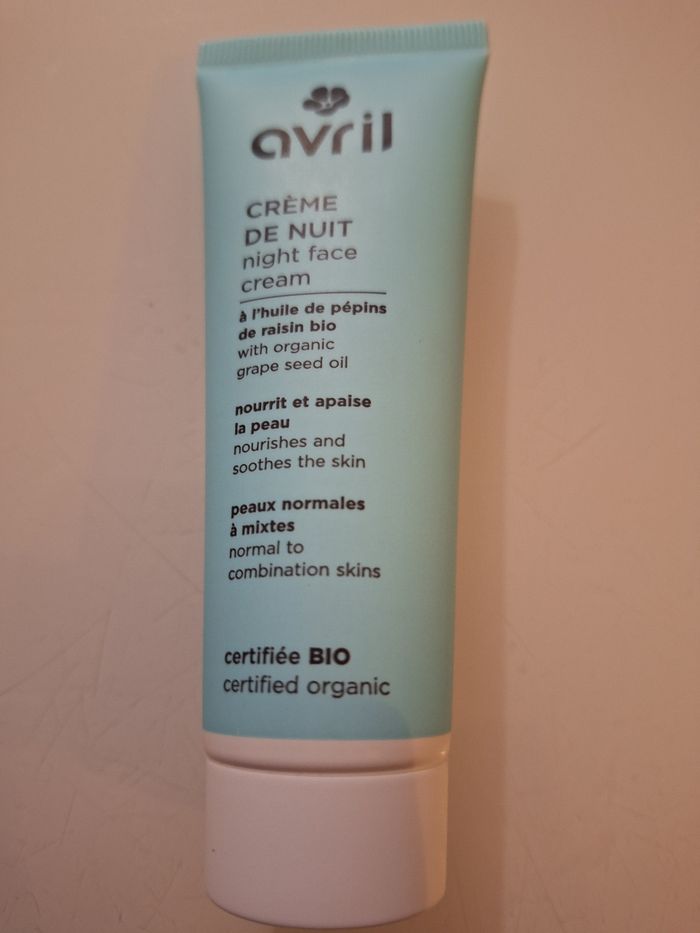 avril
CRÈME
DE NUIT
night face
cream
à l'huile de pépins
de raisin bio
with organic
grape seed oil
nourrit et apaise
la peau
nourishes and
soothes the skin
peaux normales
à mixtes
normal to
combination skins
certifiée BIO
certified organic